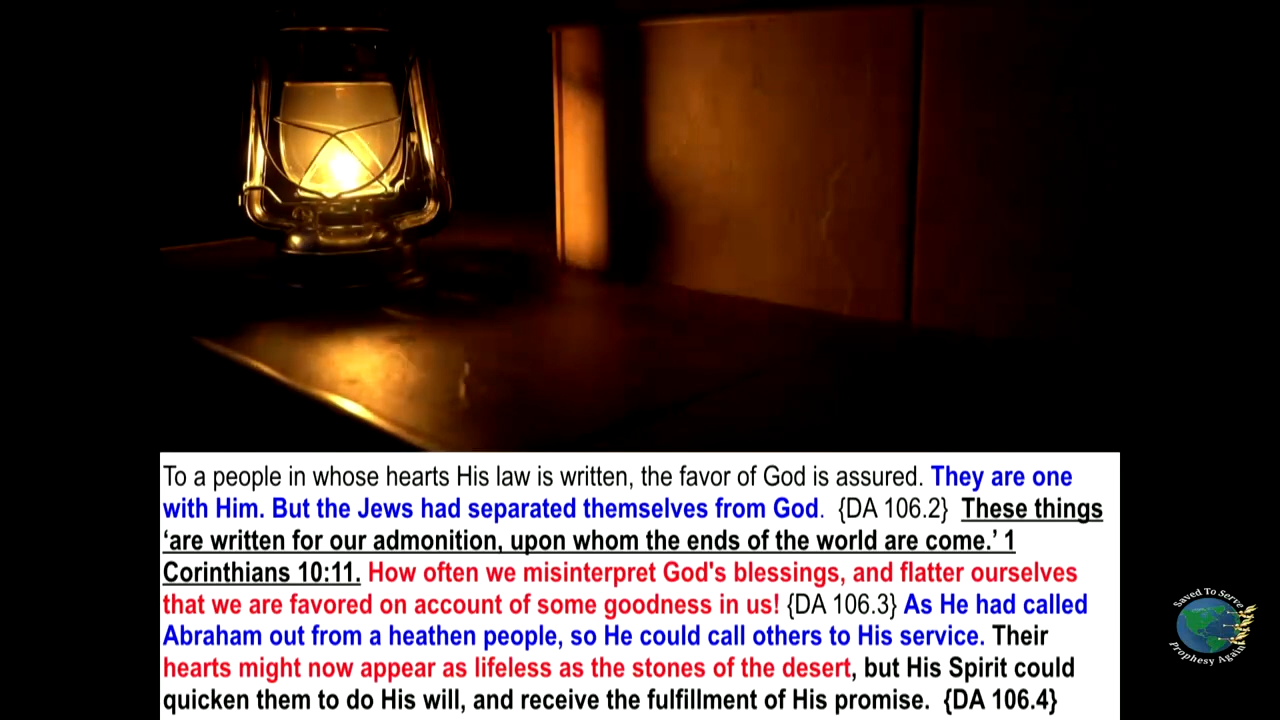 To a people in whose hearts His law is written, the favor of God is assured. They are one
with Him. But the Jews had separated themselves from God.  {DA 106.2}  These things
‘are written for our admonition, upon whom the ends of the world are come.’ 1
Corinthians 10:11. How often we misinterpret God's blessings, and flatter ourselves
that we are favored on account of some goodness in us! {DA 106.3} As He had called
Abraham out from a heathen people, so He could call others to His service. Their
hearts might now appear as lifeless as the stones of the desert, but His Spirit could
quicken them to do His will, and receive the fulfillment of His promise.  {DA 106.4}
Saved To Serve
Prophesy Again